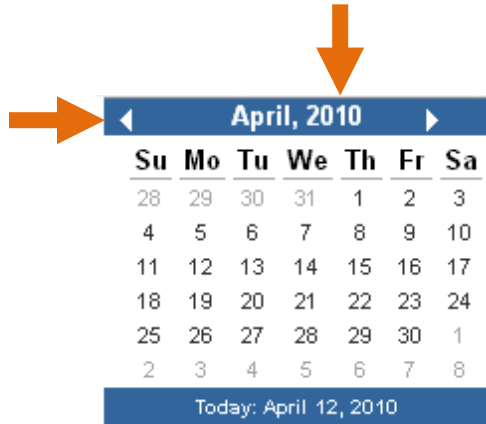 April, 2010
Su Mo Tu We Th Fr Sa
28 29 30 31 1 2 3
4 5 6 7 8 9 10
11 12 13 14 15 16 17
18 19 20 21 22 23 24
25 26 27 28 29 30 1
2 3 4 5 6 7 8
Today: April 12, 2010